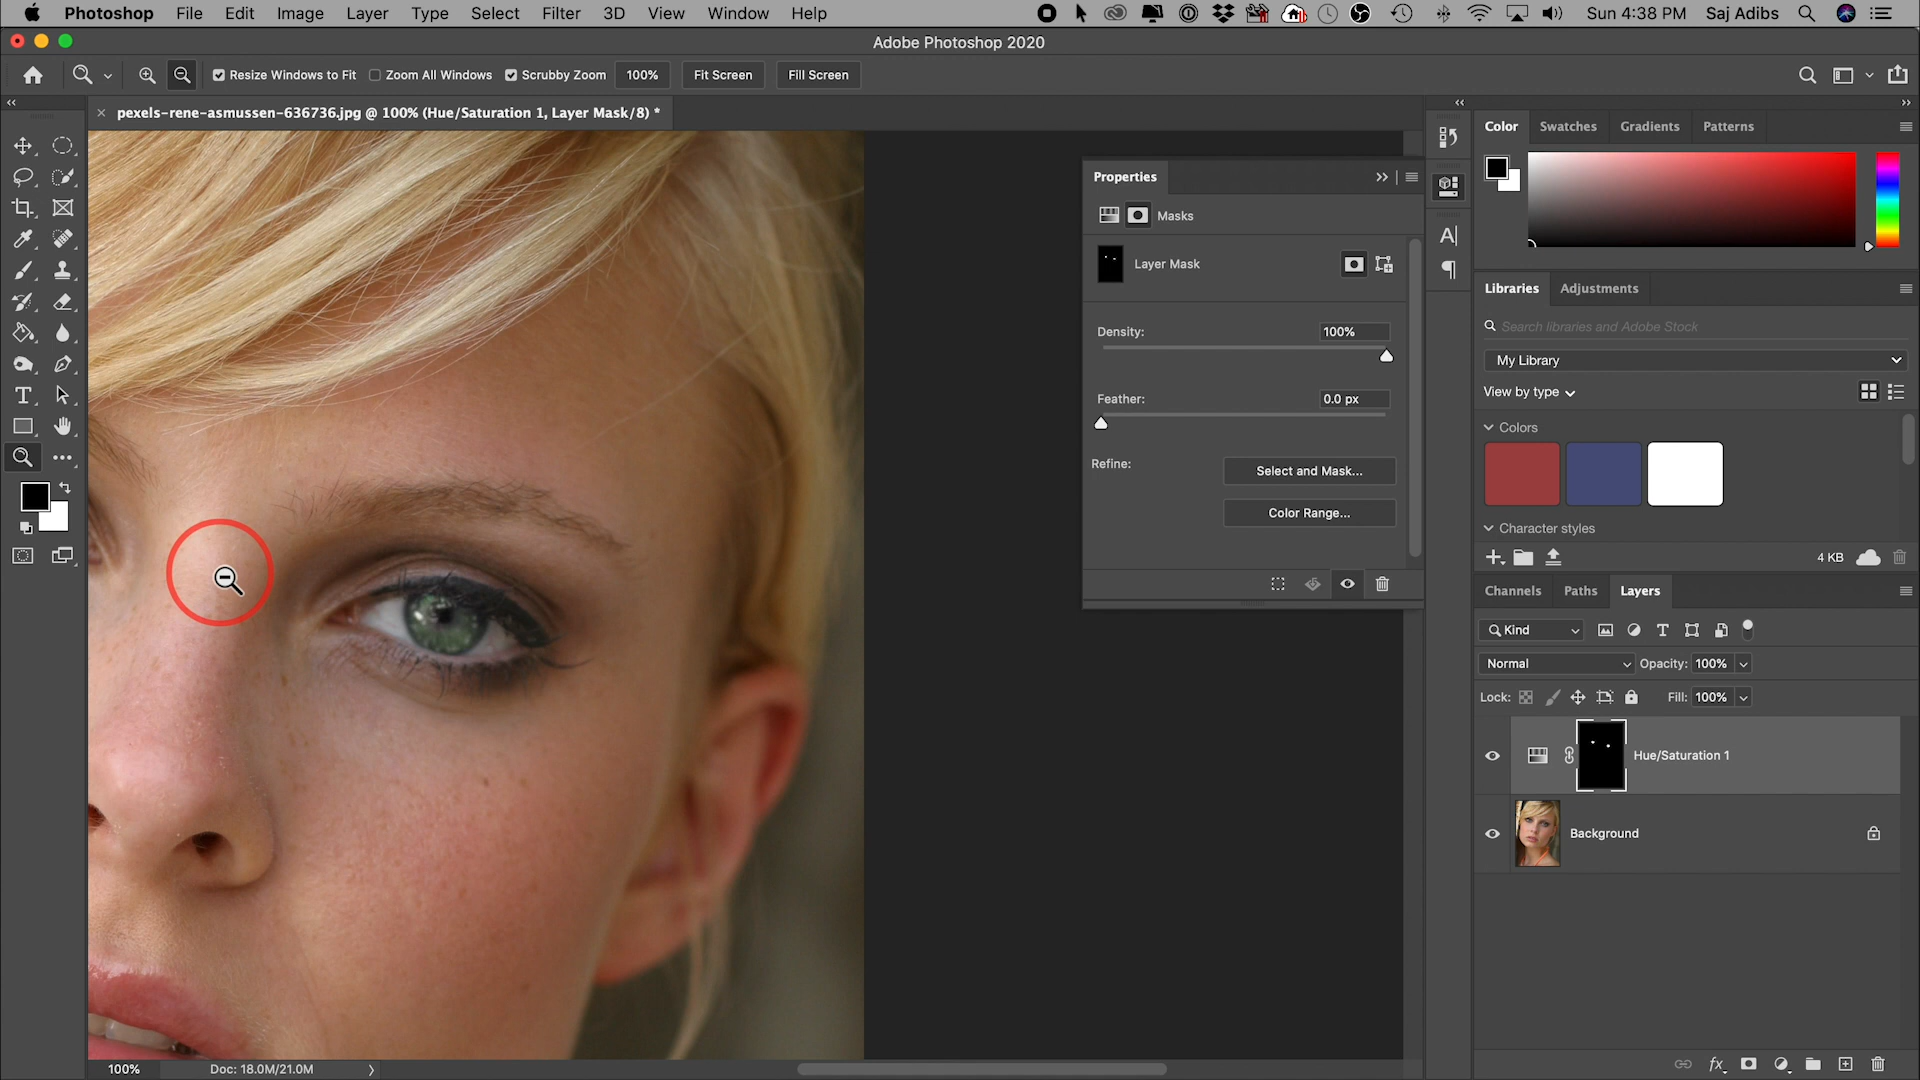 Photoshop File Edit Image Layer Type Select Filter 3D View Window Help Sun 4:38 PM Saj Adibs
Adobe Photoshop 2020
Resize Windows to Fit Zoom All Windows Scrubby Zoom 100% Fit Screen Fill Screen
pexels-rene-asmussen-636736.jpg @ 100% (Hue/Saturation 1, Layer Mask/8) *
Properties
Masks
Layer Mask
Density: 100%
Feather: 0.0 px
Refine: Select and Mask...
Color Range...
Color Swatches Gradients Patterns
Libraries Adjustments
Search libraries and Adobe Stock
My Library
View by type
Colors
Character styles
4 KB
Channels Paths Layers
Kind
Normal Opacity: 100%
Lock: Fill: 100%
Hue/Saturation 1
Background
100% Doc: 18.0M/21.0M